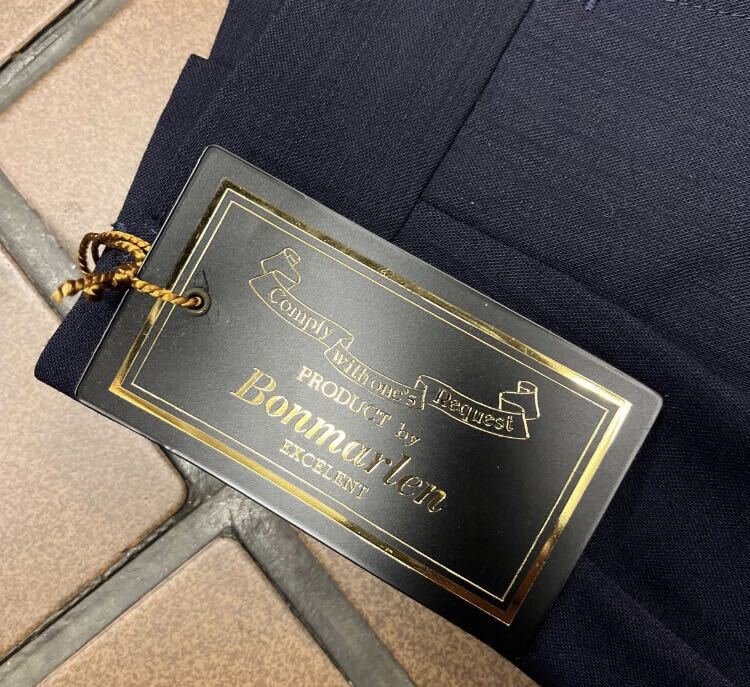 Comply with one's Request
PRODUCT by
Bonmarlen
EXCELENT